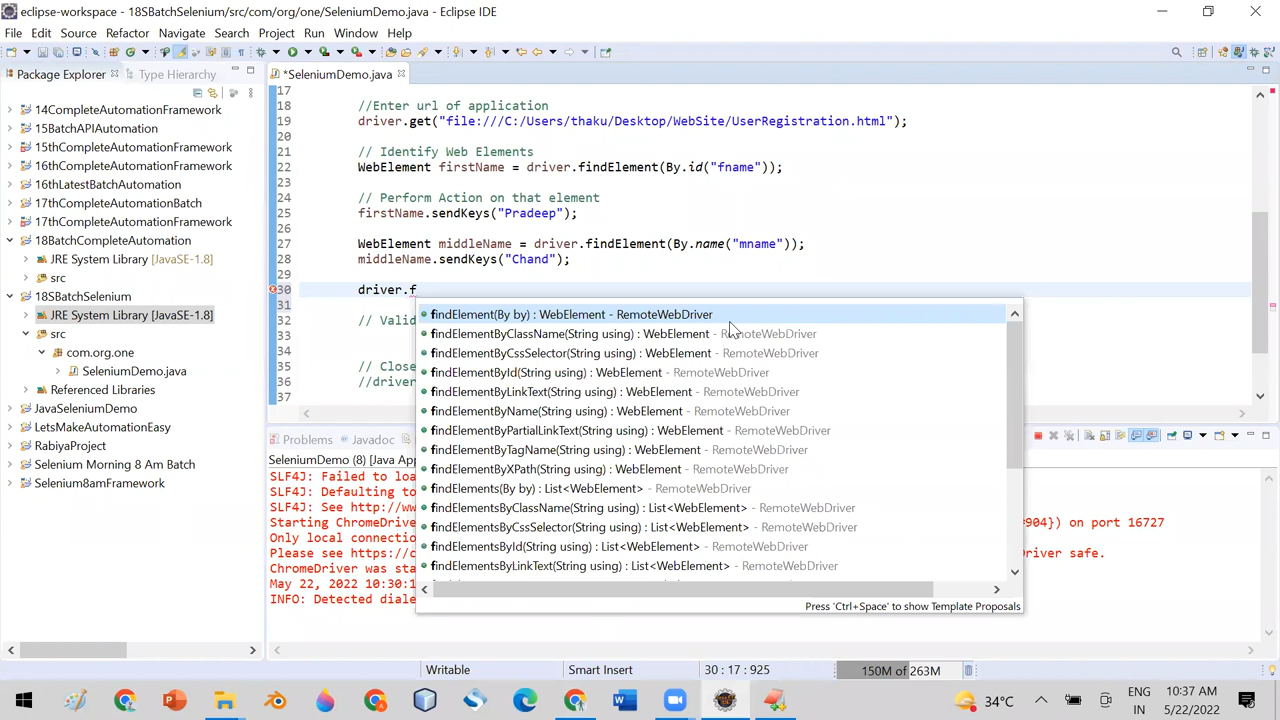 eclipse-workspace - 18SBatchSelenium/src/com/org/one/SeleniumDemo.java - Eclipse IDE
File Edit Source Refactor Navigate Search Project Run Window Help
Package Explorer
Type Hierarchy
*SeleniumDemo.java
14CompleteAutomationFramework
15BatchAPIAutomation
15thCompleteAutomationFramework
16thCompleteAutomationFramework
16thLatestBatchAutomation
17thCompleteAutomationBatch
17thCompleteAutomationFramework
18BatchCompleteAutomation
JRE System Library [JavaSE-1.8]
src
18SBatchSelenium
JRE System Library [JavaSE-1.8]
src
com.org.one
SeleniumDemo.java
Referenced Libraries
JavaSeleniumDemo
LetsMakeAutomationEasy
RabiyaProject
Selenium Morning 8 Am Batch
Selenium8amFramework
17
18 //Enter url of application
19 driver.get("file:///C:/Users/thaku/Desktop/WebSite/UserRegistration.html");
20
21 // Identify Web Elements
22 WebElement firstName = driver.findElement(By.id("fname"));
23
24 // Perform Action on that element
25 firstName.sendKeys("Pradeep");
26
27 WebElement middleName = driver.findElement(By.name("mname"));
28 middleName.sendKeys("Chand");
29
30 driver.f
31
32 // Valid
33
34
35 // Close
36 //driver
37
findElement(By by) : WebElement - RemoteWebDriver
findElementByClassName(String using) : WebElement - RemoteWebDriver
findElementByCssSelector(String using) : WebElement - RemoteWebDriver
findElementById(String using) : WebElement - RemoteWebDriver
findElementByLinkText(String using) : WebElement - RemoteWebDriver
findElementByName(String using) : WebElement - RemoteWebDriver
findElementByPartialLinkText(String using) : WebElement - RemoteWebDriver
findElementByTagName(String using) : WebElement - RemoteWebDriver
findElementByXPath(String using) : WebElement - RemoteWebDriver
findElements(By by) : List<WebElement> - RemoteWebDriver
findElementsByClassName(String using) : List<WebElement> - RemoteWebDriver
findElementsByCssSelector(String using) : List<WebElement> - RemoteWebDriver
findElementsById(String using) : List<WebElement> - RemoteWebDriver
findElementsByLinkText(String using) : List<WebElement> - RemoteWebDriver
Press 'Ctrl+Space' to show Template Proposals
Problems Javadoc
SeleniumDemo (8) [Java App
SLF4J: Failed to loa
SLF4J: Defaulting to
SLF4J: See http://ww
Starting ChromeDrive #904}) on port 16727
Only local connectio
Please see https://c Driver safe.
ChromeDriver was sta
May 22, 2022 10:30:1
INFO: Detected diale
Writable
Smart Insert
30 : 17 : 925
150M of 263M
34°C
ENG
IN
10:37 AM
5/22/2022